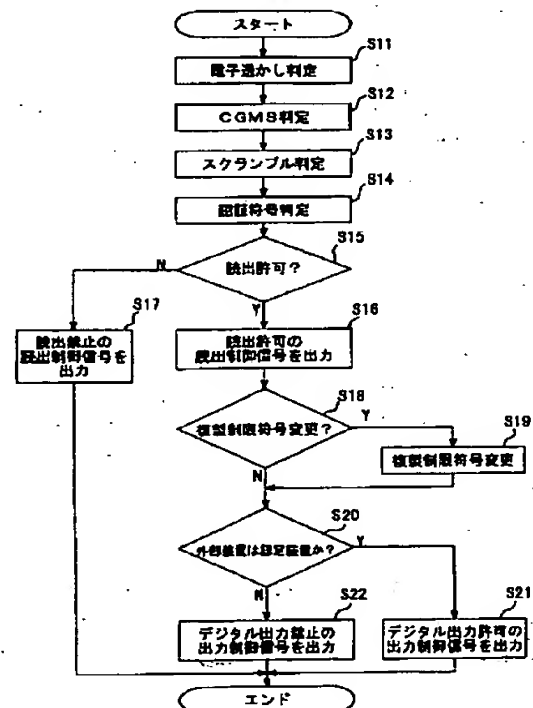 スタート
S11
電子透かし判定
S12
CGMS判定
S13
スクランブル判定
S14
認証符号判定
S15
読出許可？
N
Y
S17
読出禁止の
読出制御信号を
出力
S16
読出許可の
読出制御信号を出力
S18
複製制限符号変更？
Y
N
S19
複製制限符号変更
S20
外部装置は認定装置か？
Y
N
S22
デジタル出力禁止の
出力制御信号を出力
S21
デジタル出力許可の
出力制御信号を出力
エンド